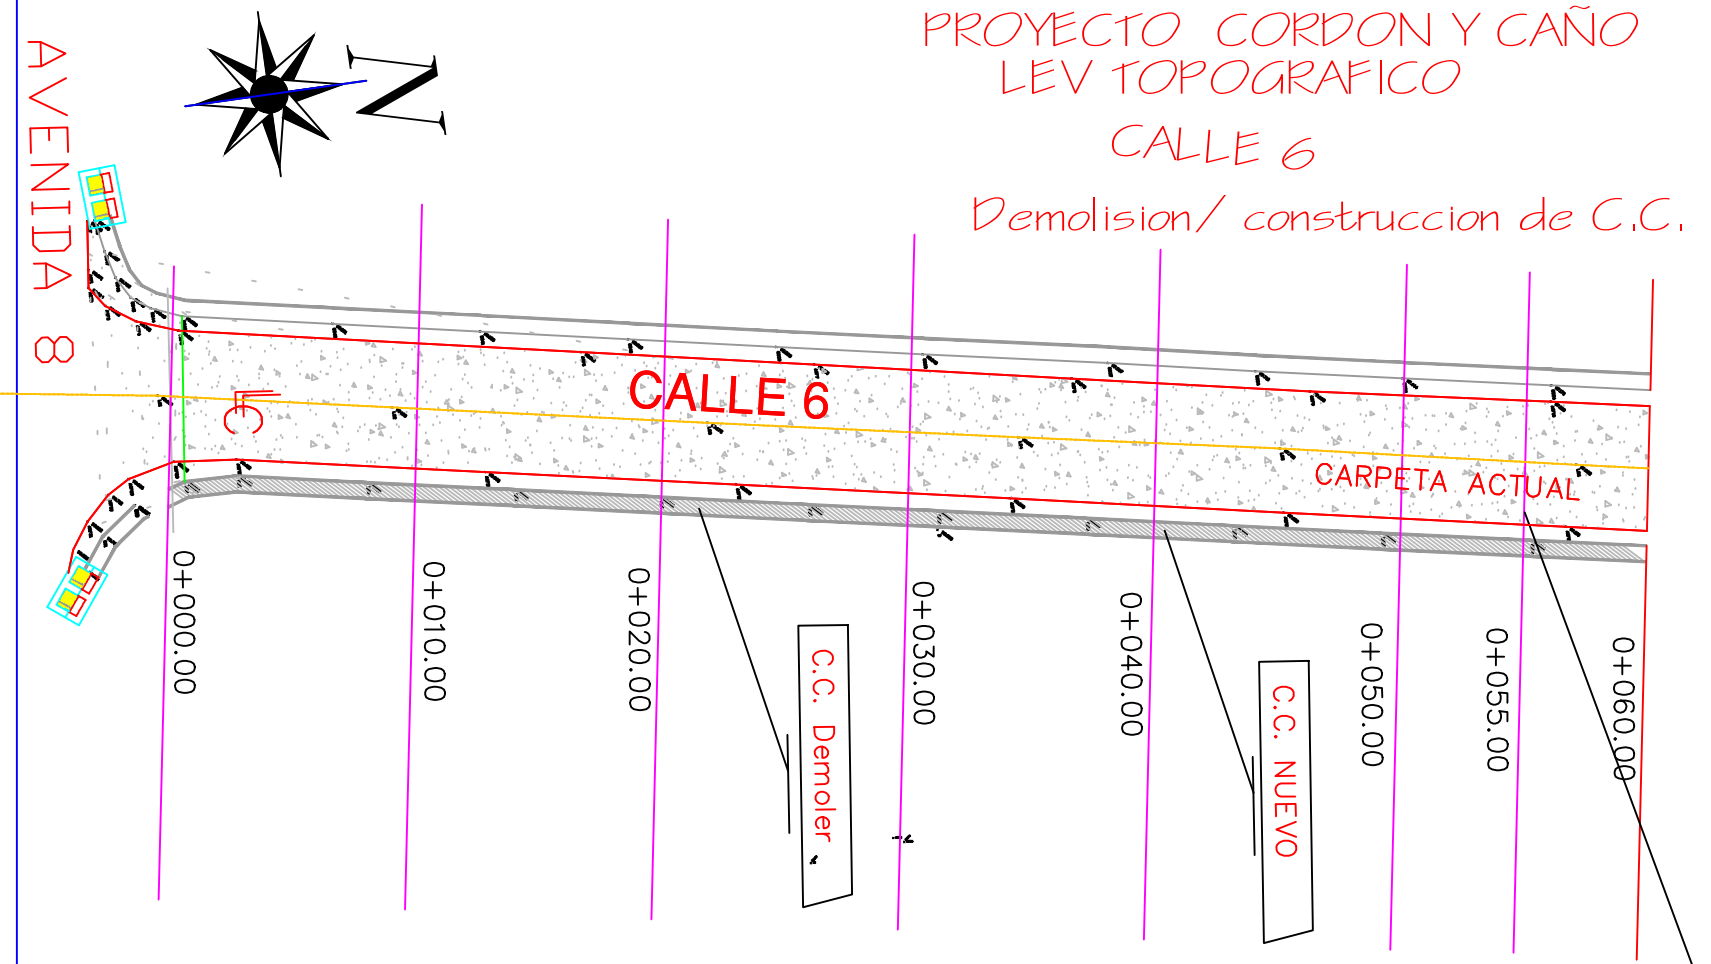 PROYECTO CORDON Y CAÑO
LEV TOPOGRAFICO
CALLE 6
Demolision/ construccion de C.C.
N
AVENIDA 8
CALLE 6
CARPETA ACTUAL
0+000.00
0+010.00
0+020.00
0+030.00
0+040.00
0+050.00
0+055.00
0+060.00
C.C. Demoler
C.C. NUEVO